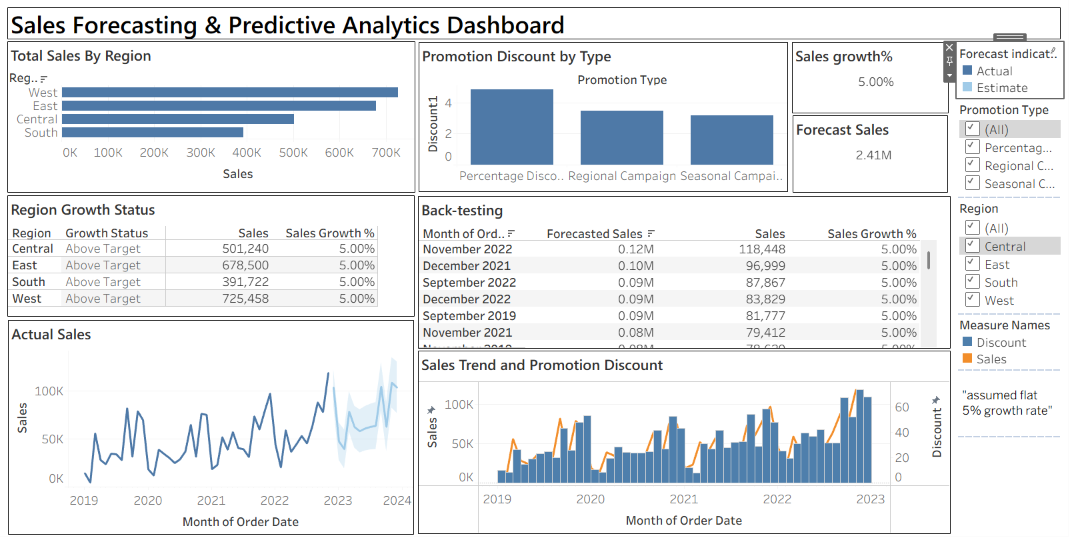 Sales Forecasting & Predictive Analytics Dashboard
Total Sales By Region
Reg..
West
East
Central
South
0K 100K 200K 300K 400K 500K 600K 700K
Sales
Promotion Discount by Type
Promotion Type
Discount1
4
2
0
Percentage Disco.. Regional Campaign Seasonal Campai..
Sales growth%
5.00%
Forecast Sales
2.41M
Forecast indicat..
Actual
Estimate
Promotion Type
(All)
Percentag...
Regional C...
Seasonal C...
Region
(All)
Central
East
South
West
Measure Names
Discount
Sales
"assumed flat
5% growth rate"
Region Growth Status
Region Growth Status Sales Sales Growth %
Central Above Target 501,240 5.00%
East Above Target 678,500 5.00%
South Above Target 391,722 5.00%
West Above Target 725,458 5.00%
Back-testing
Month of Ord.. Forecasted Sales Sales Sales Growth %
November 2022 0.12M 118,448 5.00%
December 2021 0.10M 96,999 5.00%
September 2022 0.09M 87,867 5.00%
December 2022 0.09M 83,829 5.00%
September 2019 0.09M 81,777 5.00%
November 2021 0.08M 79,412 5.00%
Actual Sales
Sales
100K
50K
0K
2019 2020 2021 2022 2023 2024
Month of Order Date
Sales Trend and Promotion Discount
Sales
100K
50K
0K
Discount
60
40
20
0
2019 2020 2021 2022 2023
Month of Order Date